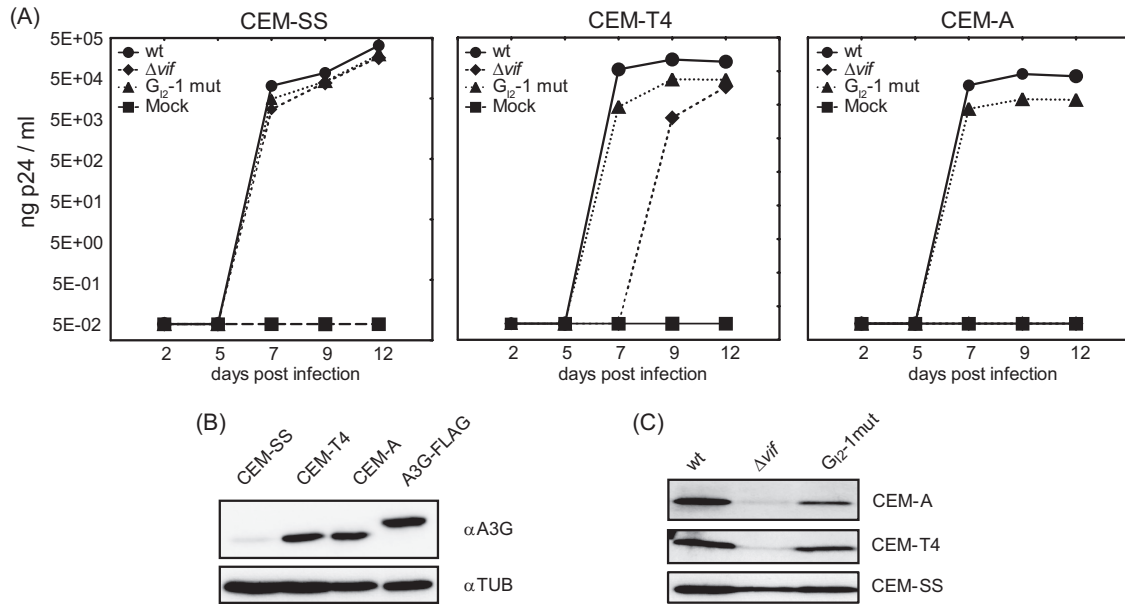 (A)
CEM-SS
CEM-T4
CEM-A
5E+05
5E+04
5E+03
5E+02
5E+01
5E+00
5E-01
5E-02
ng p24 / ml
wt
Δvif
G_I2-1 mut
Mock
wt
Δvif
G_I2-1 mut
Mock
wt
Δvif
G_I2-1 mut
Mock
2 5 7 9 12
2 5 7 9 12
2 5 7 9 12
days post infection
days post infection
days post infection
(B)
CEM-SS
CEM-T4
CEM-A
A3G-FLAG
αA3G
αTUB
(C)
wt
Δvif
G_I2-1mut
CEM-A
CEM-T4
CEM-SS